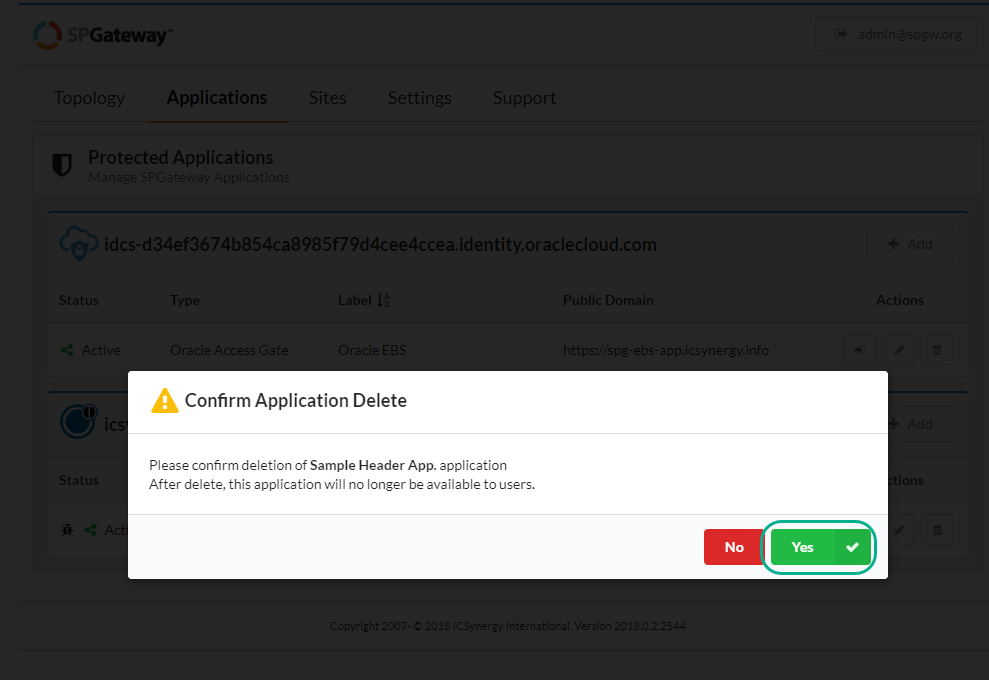 SPGateway™
admin@spgw.org
Topology Applications Sites Settings Support
Protected Applications
Manage SPGateway Applications
idcs-d34ef3674b854ca8985f79d4cee4ccea.identity.oraclecloud.com
Add
Status Type Label Public Domain Actions
Active Oracle Access Gate Oracle EBS https://spg-ebs-app.icsynergy.info
Confirm Application Delete
Add
Please confirm deletion of Sample Header App. application
Status
After delete, this application will no longer be available to users.
No Yes
Copyright 2007- © 2018 ICSynergy International. Version 2018.0.2.2544